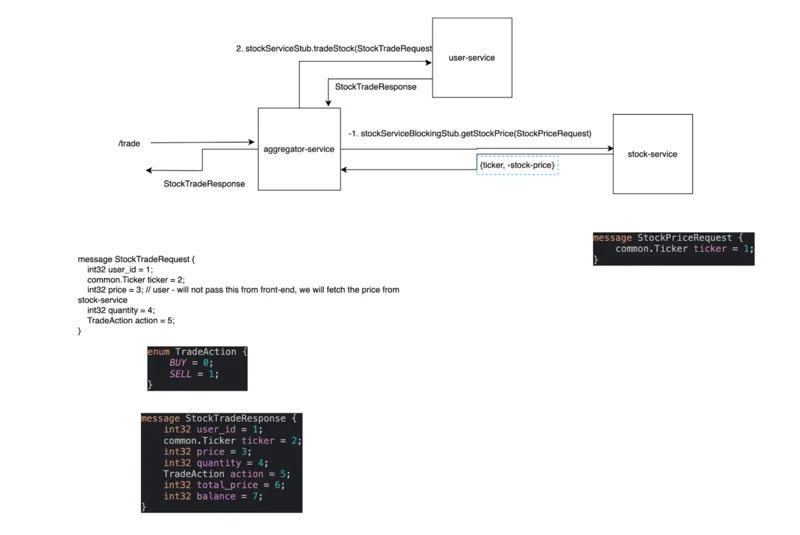 2. stockServiceStub.tradeStock(StockTradeRequest
user-service
StockTradeResponse
-1. stockServiceBlockingStub.getStockPrice(StockPriceRequest)
/trade
aggregator-service
stock-service
{ticker, -stock-price}
StockTradeResponse
message StockPriceRequest {
common.Ticker ticker = 1;
}
message StockTradeRequest {
int32 user_id = 1;
common.Ticker ticker = 2;
int32 price = 3; // user - will not pass this from front-end, we will fetch the price from
stock-service
int32 quantity = 4;
TradeAction action = 5;
}
enum TradeAction {
BUY = 0;
SELL = 1;
}
message StockTradeResponse {
int32 user_id = 1;
common.Ticker ticker = 2;
int32 price = 3;
int32 quantity = 4;
TradeAction action = 5;
int32 total_price = 6;
int32 balance = 7;
}